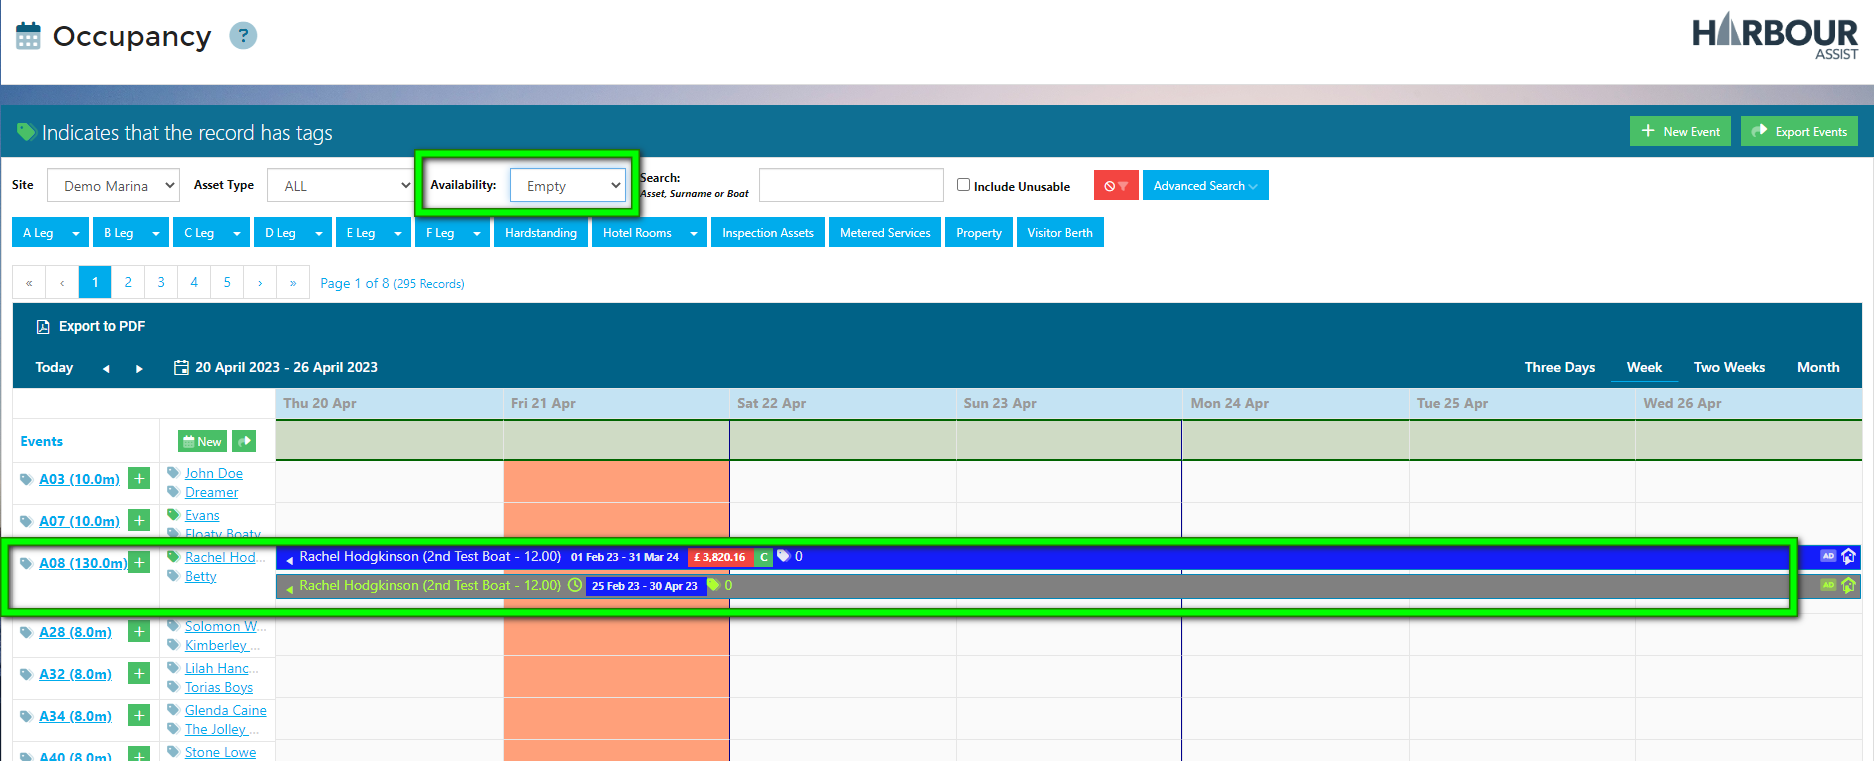 Occupancy ?
HARBOUR
ASSIST
Indicates that the record has tags
+ New Event
Export Events
Site Demo Marina Asset Type ALL Availability: Empty Search:
Asset, Surname or Boat
Include Unusable
Advanced Search
A Leg B Leg C Leg D Leg E Leg F Leg Hardstanding Hotel Rooms Inspection Assets Metered Services Property Visitor Berth
« ‹ 1 2 3 4 5 › » Page 1 of 8 (295 Records)
Export to PDF
Today 20 April 2023 - 26 April 2023 Three Days Week Two Weeks Month
Thu 20 Apr Fri 21 Apr Sat 22 Apr Sun 23 Apr Mon 24 Apr Tue 25 Apr Wed 26 Apr
Events New
A03 (10.0m) + John Doe
Dreamer
A07 (10.0m) + Evans
Floaty Boaty
A08 (130.0m) + Rachel Hod... Rachel Hodgkinson (2nd Test Boat - 12.00) 01 Feb 23 - 31 Mar 24 £ 3,820.16 C 0 AD
Betty Rachel Hodgkinson (2nd Test Boat - 12.00) 25 Feb 23 - 30 Apr 23 0 AD
A28 (8.0m) + Solomon W...
Kimberley ...
A32 (8.0m) + Lilah Hanc...
Torias Boys
A34 (8.0m) + Glenda Caine
The Jolley ...
A40 (8.0m) + Stone Lowe